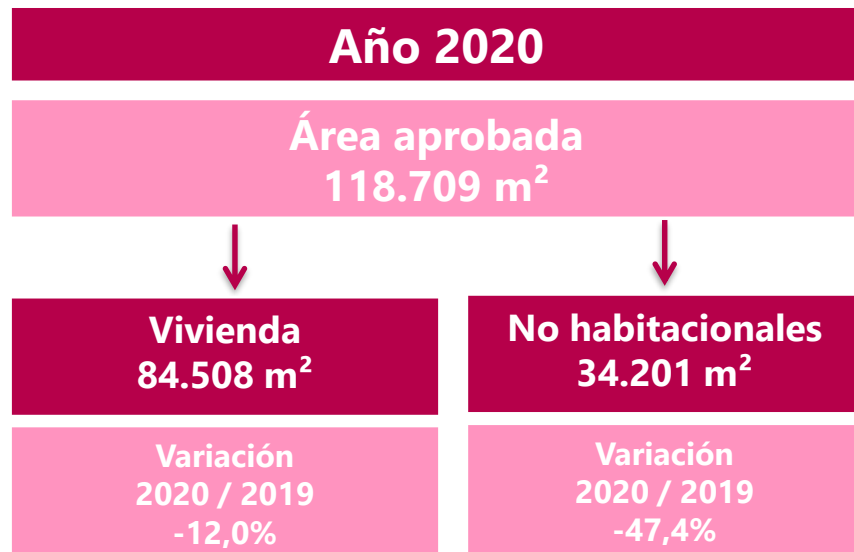 Año 2020
Área aprobada
118.709 m²
Vivienda
84.508 m²
No habitacionales
34.201 m²
Variación
2020 / 2019
-12,0%
Variación
2020 / 2019
-47,4%